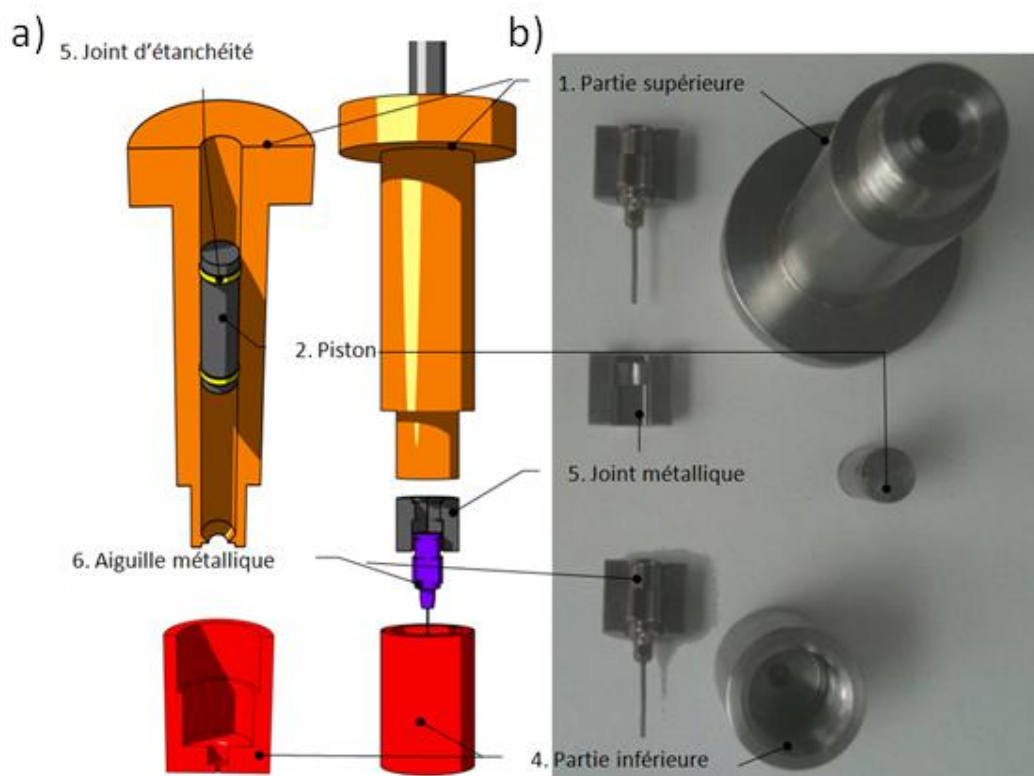 a)
b)
5. Joint d'étanchéité
1. Partie supérieure
2. Piston
5. Joint métallique
6. Aiguille métallique
4. Partie inférieure